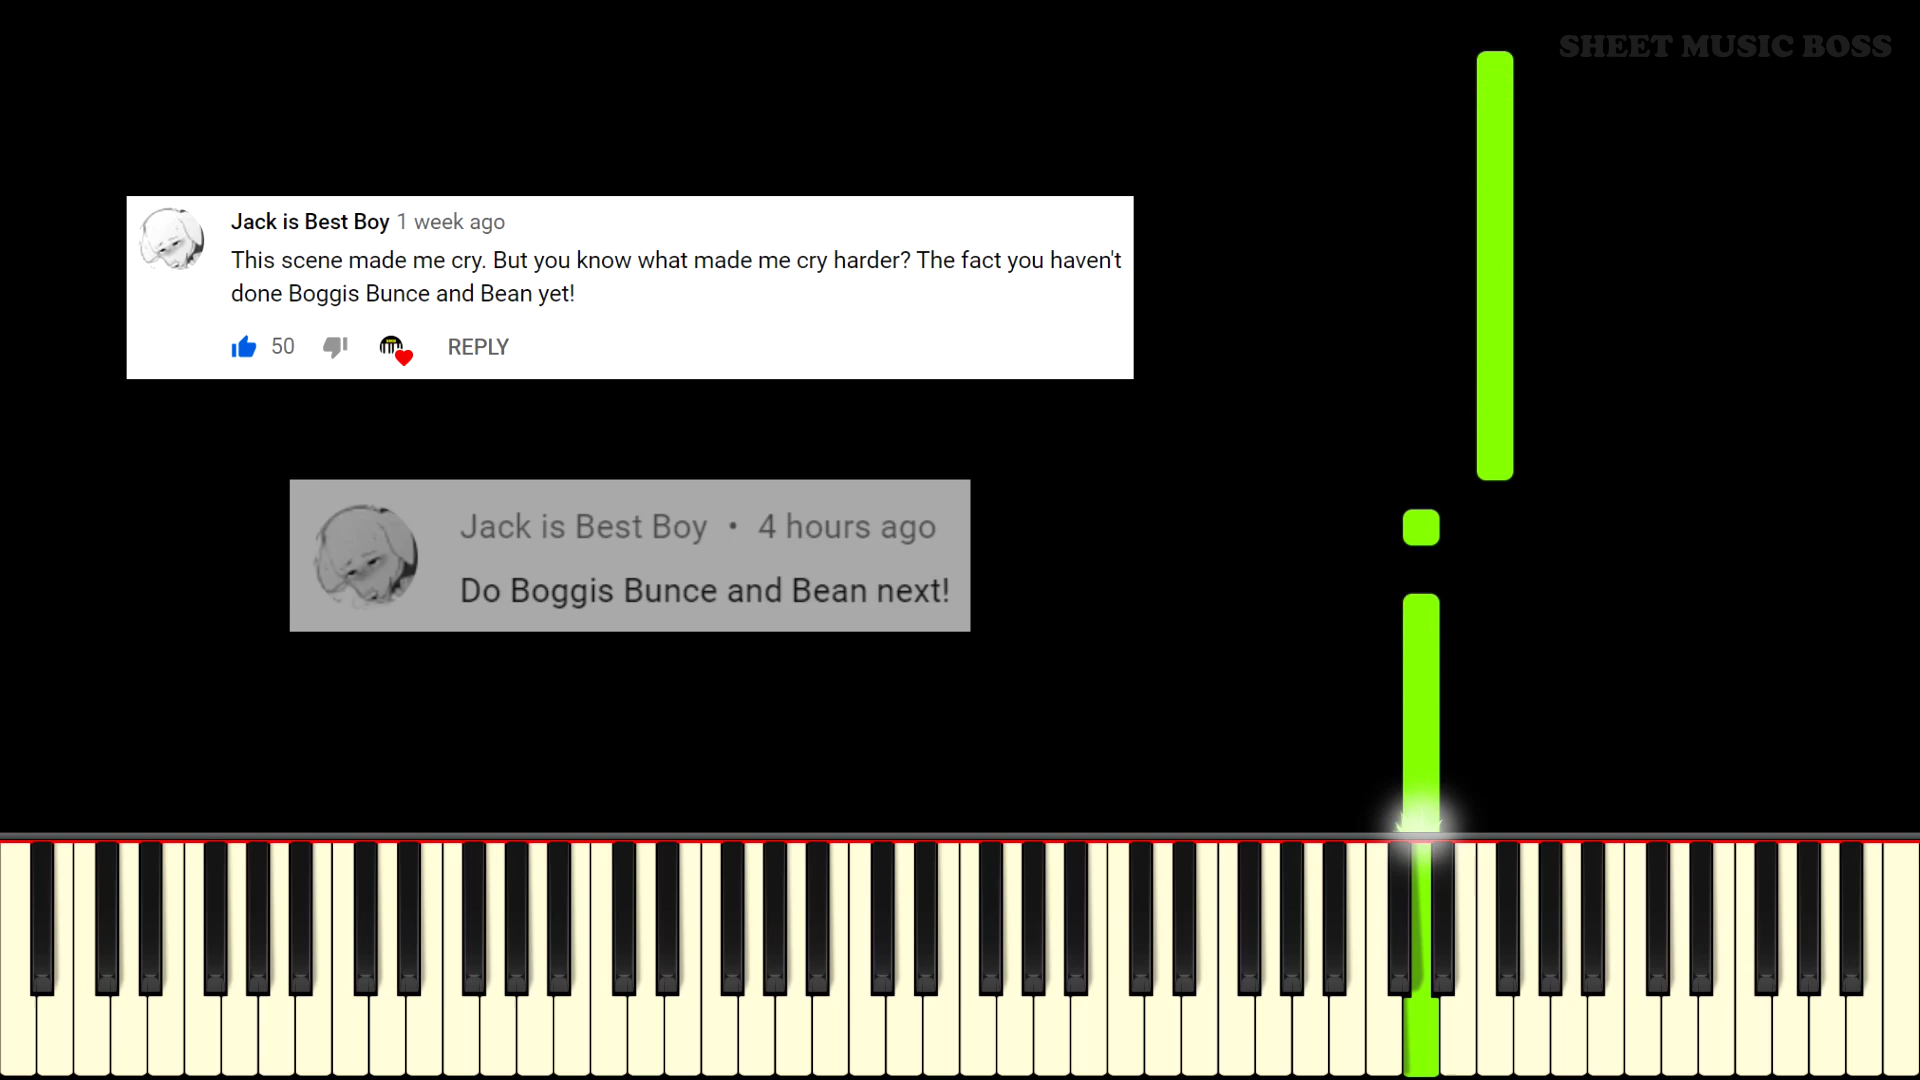 SHEET MUSIC BOSS
Jack is Best Boy 1 week ago
This scene made me cry. But you know what made me cry harder? The fact you haven't
done Boggis Bunce and Bean yet!
50 REPLY
Jack is Best Boy • 4 hours ago
Do Boggis Bunce and Bean next!